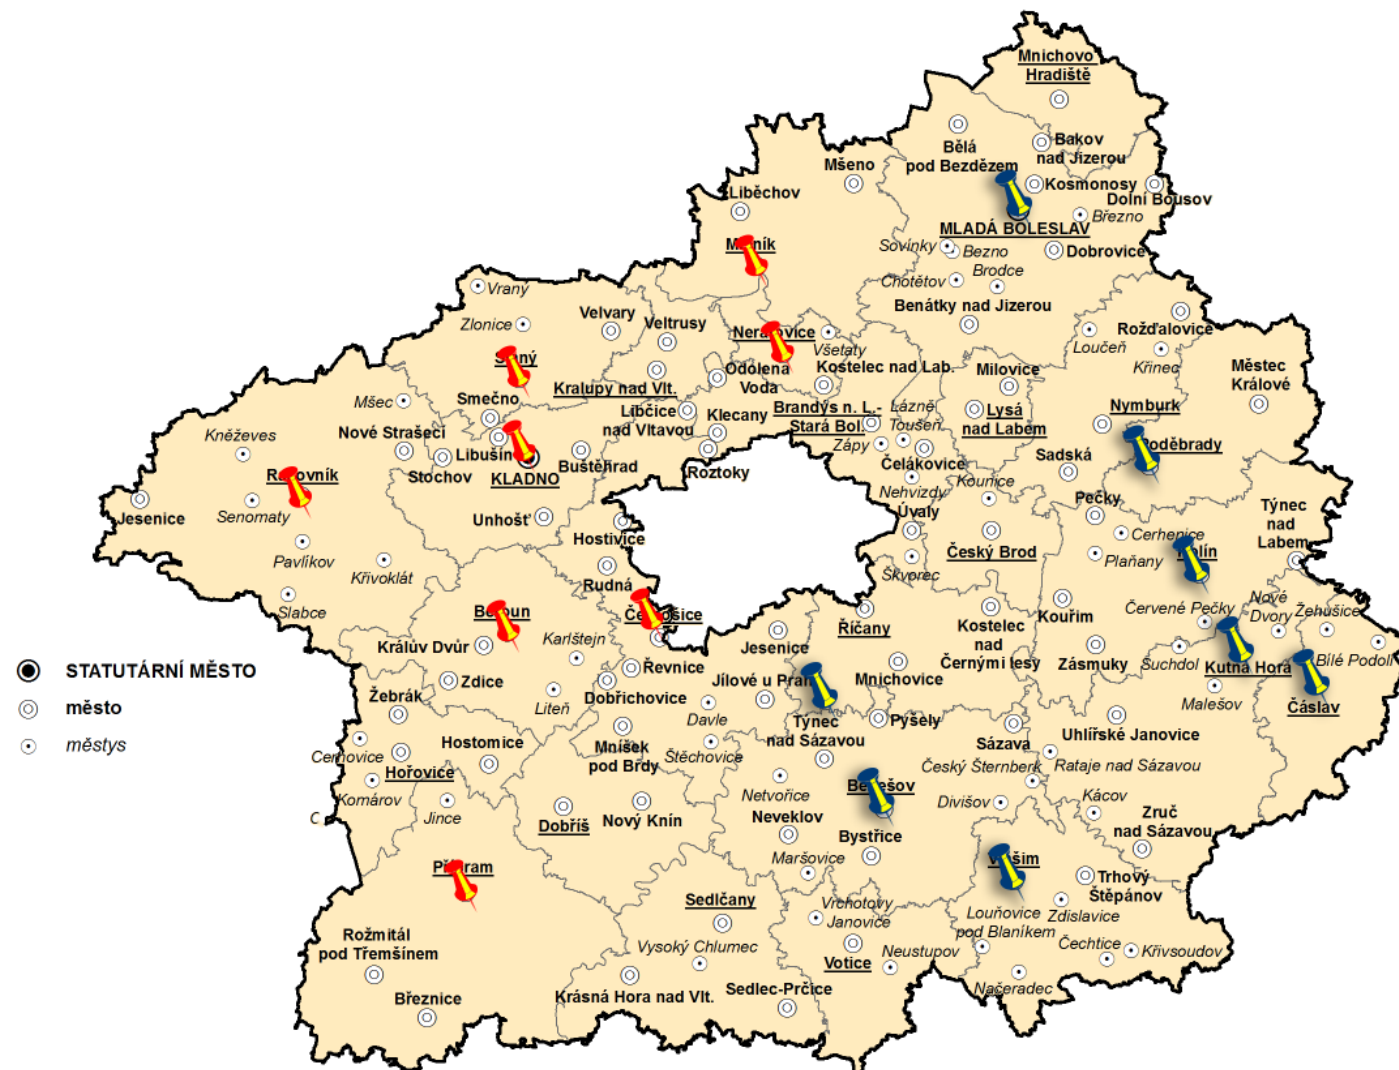 Mnichovo
Hradiště
Bakov
nad Jizerou
Bělá
pod Bezdězem
Mšeno
Kosmonosy
Liběchov
Dolní Bousov
Březno
MLADÁ BOLESLAV
Sovínky
Bezno
Dobrovice
Chotětov
Brodce
Vraný
Benátky nad Jizerou
Velvary
Zlonice
Veltrusy
Rožďalovice
Loučeň
Všetaty
Křinec
Kostelec nad Lab.
Městec
Králové
Odolena
Voda
Milovice
Kralupy nad Vlt.
Smečno
Mšec
Libčice
nad Vltavou
Klecany
Brandýs n. L.-
Stará Bol.
Lázně
Toušeň
Lysá
nad Labem
Nymburk
Kněževes
Nové Strašecí
Zápy
Libušín
Buštěhrad
Čelákovice
Sadská
Stochov
KLADNO
Roztoky
Kounice
Nehvizdy
Pečky
Týnec
nad
Labem
Jesenice
Senomaty
Unhošť
Úvaly
Hostivice
Cerhenice
Český Brod
Plaňany
Pavlíkov
Křivoklát
Škvorec
Rudná
Slabce
Nové
Dvory
Červené Pečky
Žehušice
Kouřim
Kostelec
nad
Černými lesy
Říčany
Karlštejn
Králův Dvůr
Jesenice
STATUTÁRNÍ MĚSTO
město
městys
Řevnice
Zásmuky
Suchdol
Kutná Hora
Bílé Podolí
Zdice
Mnichovice
Žebrák
Dobřichovice
Malešov
Liteň
Davle
Čáslav
Pyšely
Týnec
nad Sázavou
Uhlířské Janovice
Sázava
Hostomice
Mníšek
pod Brdy
Štěchovice
Český Šternberk
Rataje nad Sázavou
Hořovice
Netvořice
Divišov
Komárov
Kácov
Jince
Neveklov
Zruč
nad Sázavou
Dobříš
Nový Knín
Bystřice
Maršovice
Trhový
Štěpánov
Sedlčany
Vrchotovy
Janovice
Louňovice
pod Blaníkem
Zdislavice
Rožmitál
pod Třemšínem
Vysoký Chlumec
Čechtice
Křivsoudov
Votice
Neustupov
Načeradec
Březnice
Krásná Hora nad Vlt.
Sedlec-Prčice